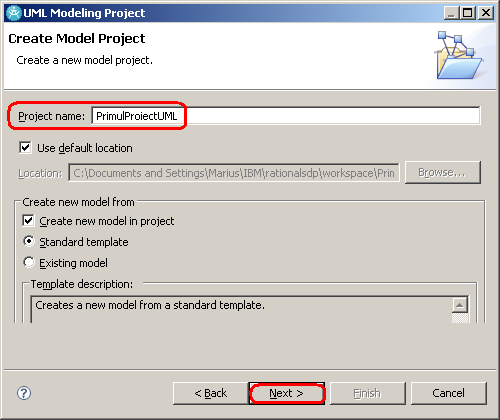 UML Modeling Project
Create Model Project
Create a new model project.
Project name: PrimulProiectUML
Use default location
Location: C:\Documents and Settings\Marius\IBM\rationalsdp\workspace\Prin Browse...
Create new model from
Create new model in project
Standard template
Existing model
Template description:
Creates a new model from a standard template.
? < Back Next > Finish Cancel